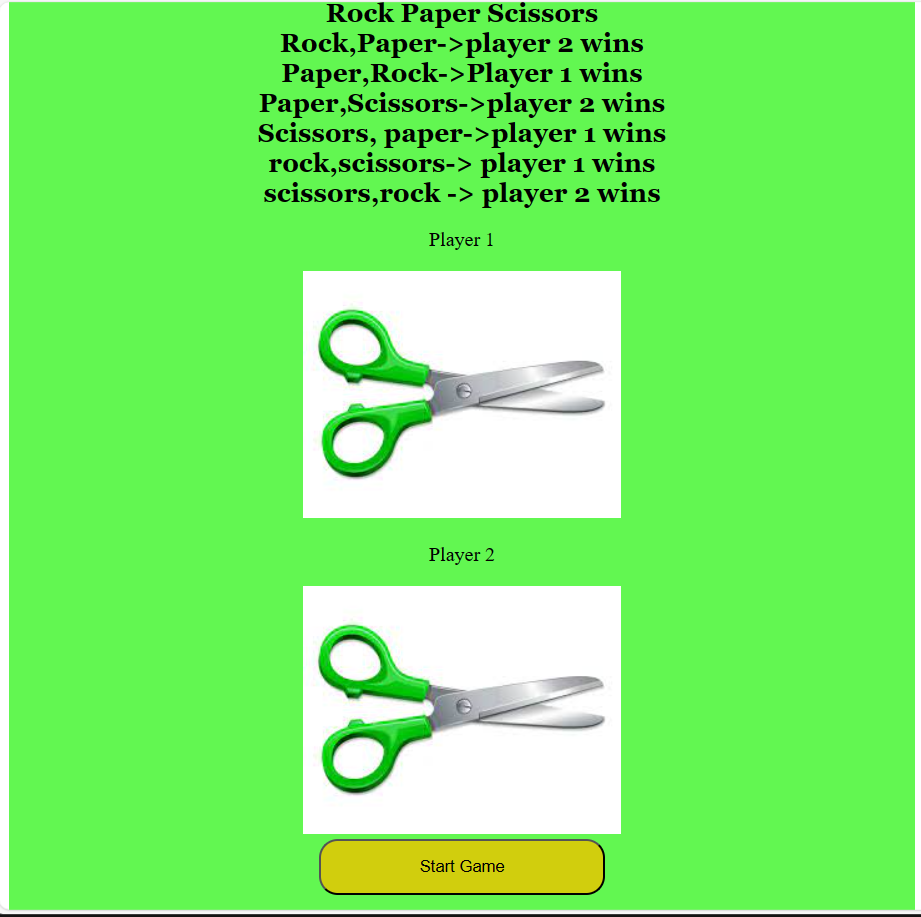 Rock Paper Scissors
Rock,Paper->player 2 wins
Paper,Rock->Player 1 wins
Paper,Scissors->player 2 wins
Scissors, paper->player 1 wins
rock,scissors-> player 1 wins
scissors,rock -> player 2 wins
Player 1
Player 2
Start Game